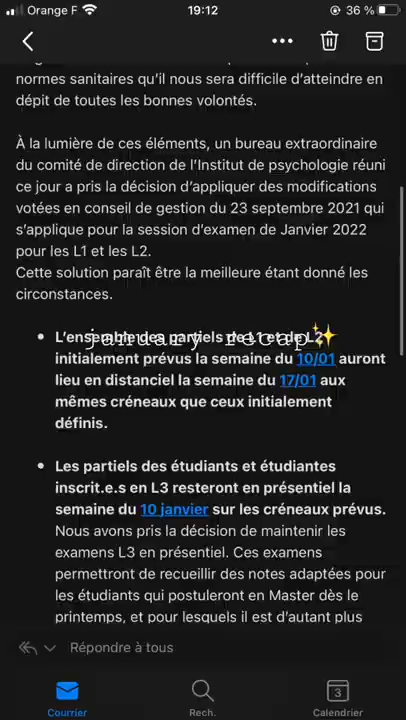 Orange F 19:12 36 %
normes sanitaires qu'il nous sera difficile d'atteindre en
dépit de toutes les bonnes volontés.
À la lumière de ces éléments, un bureau extraordinaire
du comité de direction de l'Institut de psychologie réuni
ce jour a pris la décision d'appliquer des modifications
votées en conseil de gestion du 23 septembre 2021 qui
s'applique pour la session d'examen de Janvier 2022
pour les L1 et les L2.
Cette solution paraît être la meilleure étant donné les
circonstances.
january recap✨
• L'ensemble des partiels de L1 et de L2
initialement prévus la semaine du 10/01 auront
lieu en distanciel la semaine du 17/01 aux
mêmes créneaux que ceux initialement
définis.
• Les partiels des étudiants et étudiantes
inscrit.e.s en L3 resteront en présentiel la
semaine du 10 janvier sur les créneaux prévus.
Nous avons pris la décision de maintenir les
examens L3 en présentiel. Ces examens
permettront de recueillir des notes adaptées pour
les étudiants qui postuleront en Master dès le
printemps, et pour lesquels il est d'autant plus
Répondre à tous
3
Courrier Rech. Calendrier